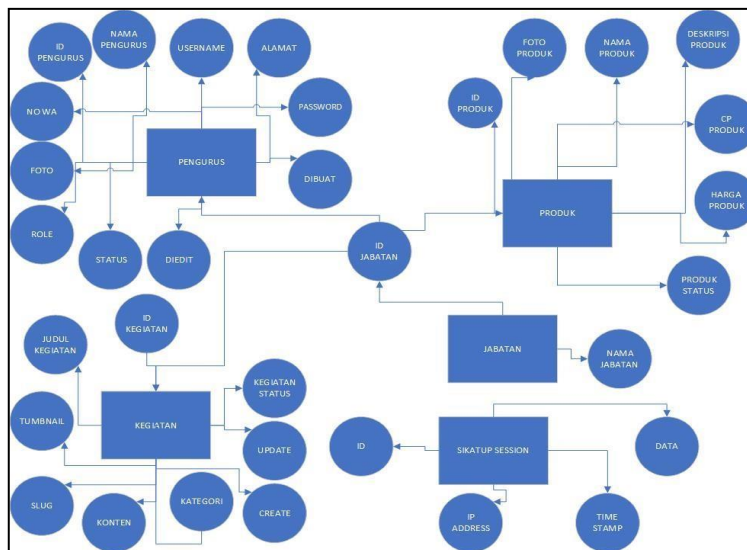 ID
PENGURUS
NAMA
PENGURUS
USERNAME
ALAMAT
NO WA
PASSWORD
FOTO
PENGURUS
DIBUAT
ROLE
STATUS
DIEDIT
FOTO
PRODUK
NAMA
PRODUK
DESKRIPSI
PRODUK
ID
PRODUK
CP
PRODUK
HARGA
PRODUK
PRODUK
PRODUK
STATUS
ID
JABATAN
JABATAN
NAMA
JABATAN
ID
KEGIATAN
JUDUL
KEGIATAN
KEGIATAN
STATUS
TUMBNAIL
KEGIATAN
UPDATE
SLUG
KONTEN
KATEGORI
CREATE
ID
SIKATUP SESSION
DATA
IP
ADDRESS
TIME
STAMP